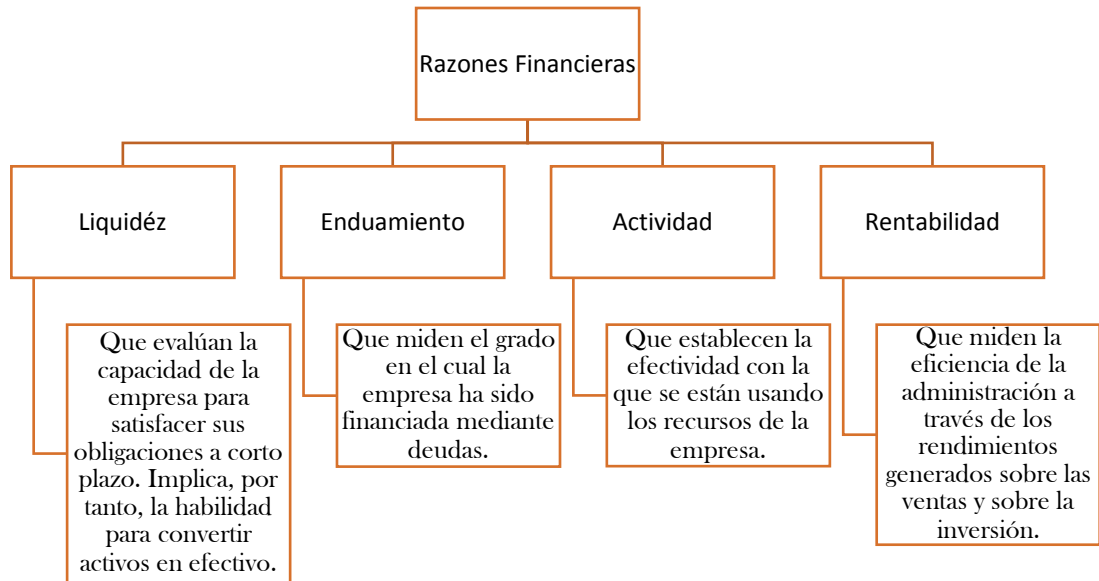 Razones Financieras
Liquidéz
Enduamiento
Actividad
Rentabilidad
Que evalúan la
capacidad de la
empresa para
satisfacer sus
obligaciones a corto
plazo. Implica, por
tanto, la habilidad
para convertir
activos en efectivo.
Que miden el grado
en el cual la
empresa ha sido
financiada mediante
deudas.
Que establecen la
efectividad con la
que se están usando
los recursos de la
empresa.
Que miden la
eficiencia de la
administración a
través de los
rendimientos
generados sobre las
ventas y sobre la
inversión.